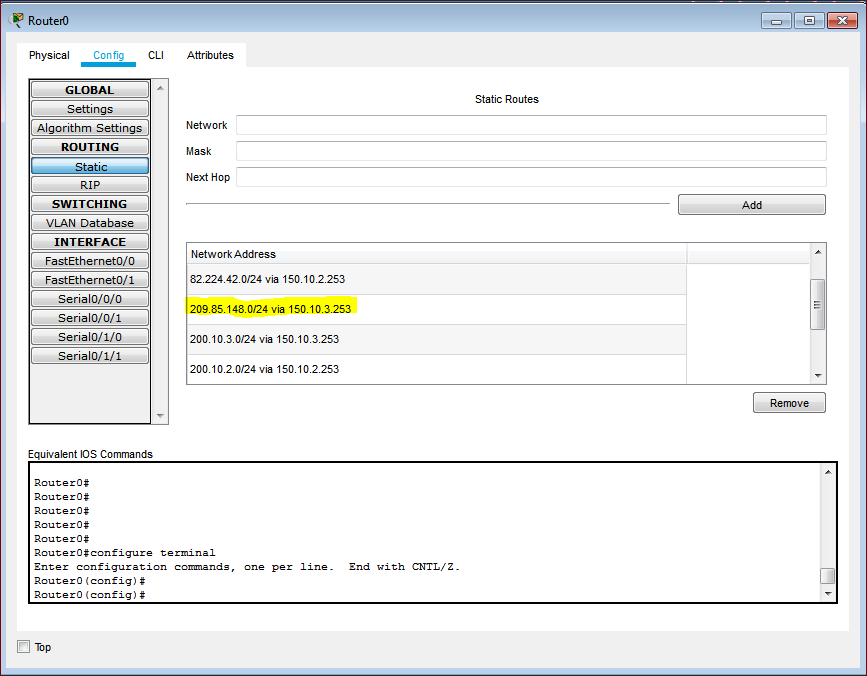 Router0
Physical Config CLI Attributes
GLOBAL
Settings
Algorithm Settings
ROUTING
Static
RIP
SWITCHING
VLAN Database
INTERFACE
FastEthernet0/0
FastEthernet0/1
Serial0/0/0
Serial0/0/1
Serial0/1/0
Serial0/1/1
Static Routes
Network
Mask
Next Hop
Add
Network Address
82.224.42.0/24 via 150.10.2.253
209.85.148.0/24 via 150.10.3.253
200.10.3.0/24 via 150.10.3.253
200.10.2.0/24 via 150.10.2.253
Remove
Equivalent IOS Commands
Router0#
Router0#
Router0#
Router0#
Router0#
Router0#configure terminal
Enter configuration commands, one per line.  End with CNTL/Z.
Router0(config)#
Router0(config)#
Top